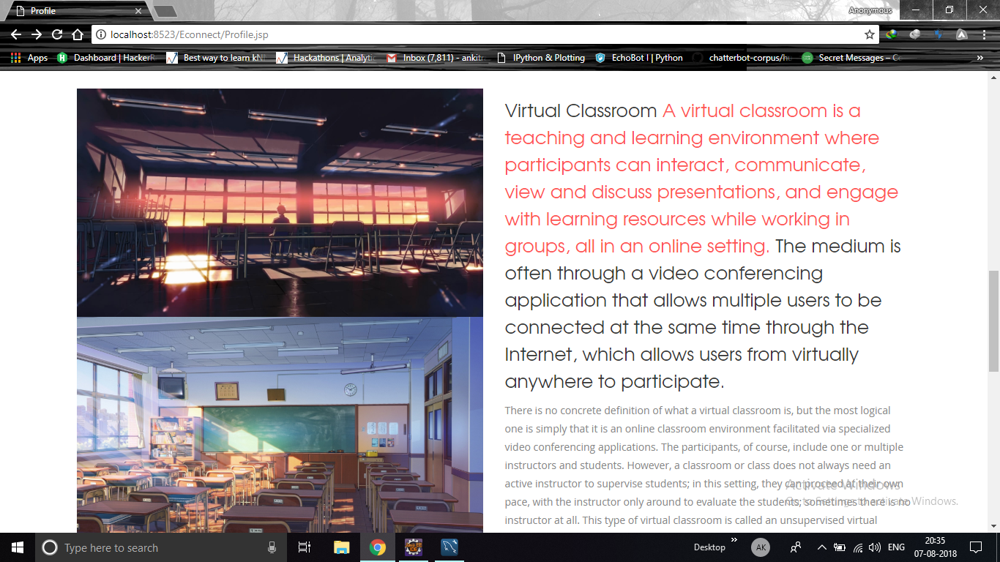 Profile
Anonymous
localhost:8523/Econnect/Profile.jsp
Apps
Dashboard | HackerR
Best way to learn kN
Hackathons | Analytic
Inbox (7,811) - ankitr
IPython & Plotting
EchoBot I | Python
chatterbot-corpus/hu
Secret Messages – C
»
Virtual Classroom A virtual classroom is a
teaching and learning environment where
participants can interact, communicate,
view and discuss presentations, and engage
with learning resources while working in
groups, all in an online setting. The medium is
often through a video conferencing
application that allows multiple users to be
connected at the same time through the
Internet, which allows users from virtually
anywhere to participate.
There is no concrete definition of what a virtual classroom is, but the most logical
one is simply that it is an online classroom environment facilitated via specialized
video conferencing applications. The participants, of course, include one or multiple
instructors and students. However, a classroom or class does not always need an
active instructor to supervise students; in this setting, they can proceed at their own
pace, with the instructor only around to evaluate the students; sometimes there is no
instructor at all. This type of virtual classroom is called an unsupervised virtual
Activate Windows
Go to Settings to activate Windows.
Type here to search
Desktop
»
AK
ENG
20:35
07-08-2018